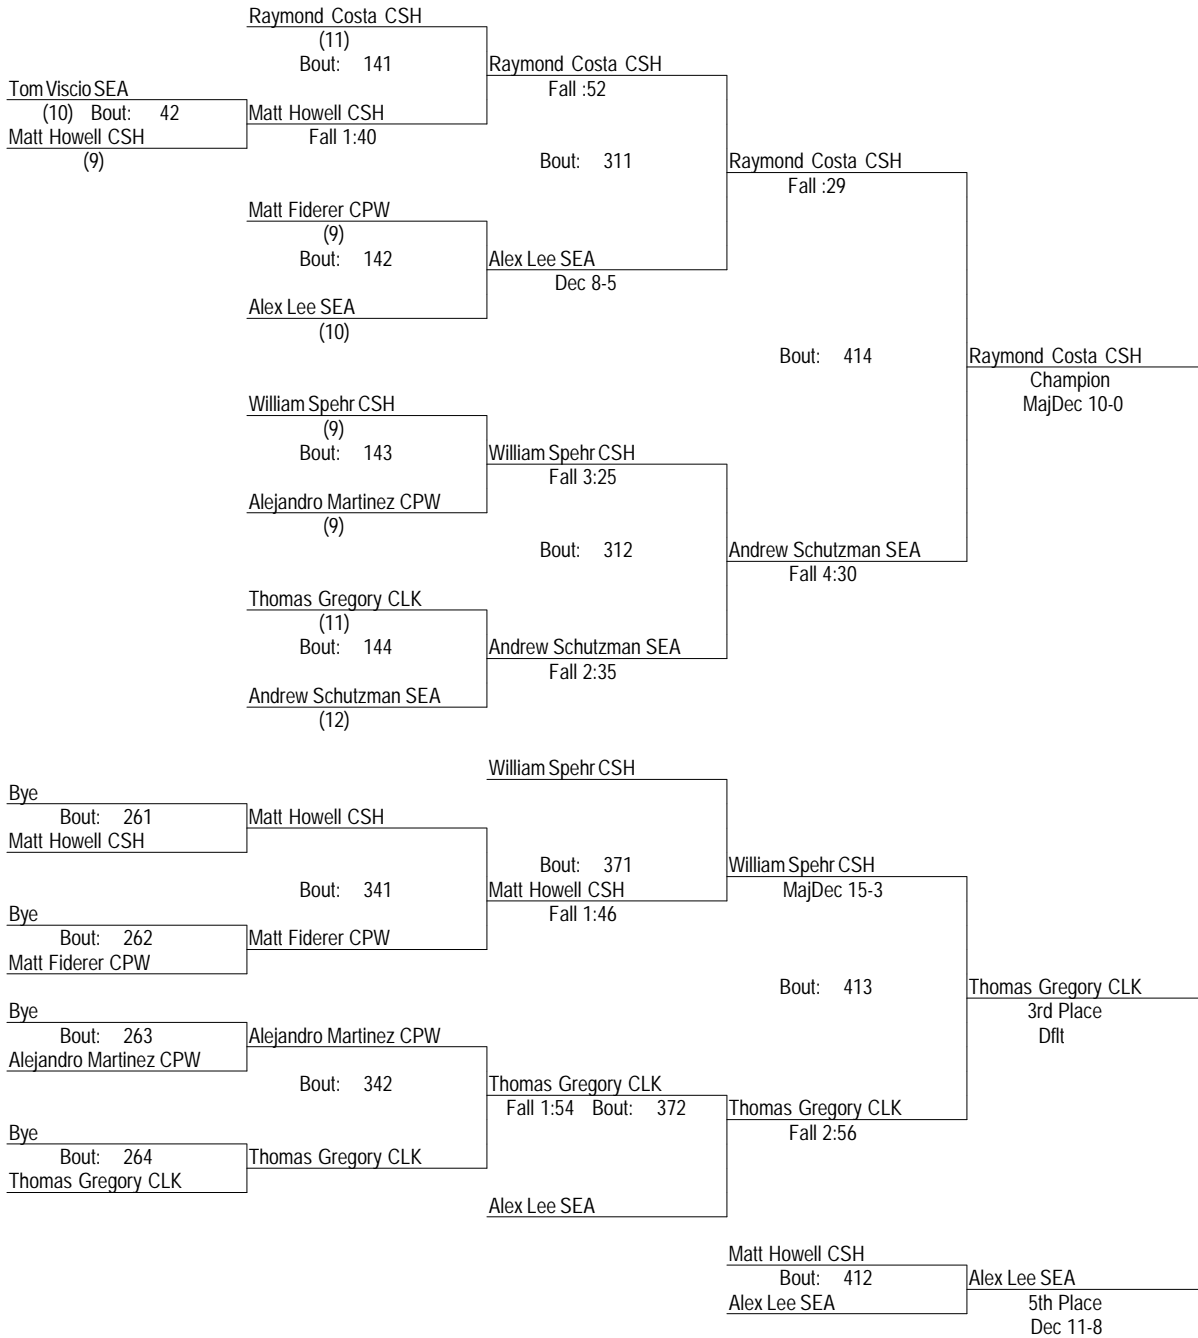 Raymond Costa CSH
(11)
Bout: 141
Raymond Costa CSH
Fall :52
Tom Viscio SEA
(10) Bout: 42
Matt Howell CSH
Fall 1:40
Matt Howell CSH
(9)
Bout: 311
Raymond Costa CSH
Fall :29
Matt Fiderer CPW
(9)
Bout: 142
Alex Lee SEA
Dec 8-5
Alex Lee SEA
(10)
Bout: 414
Raymond Costa CSH
Champion
MajDec 10-0
William Spehr CSH
(9)
Bout: 143
William Spehr CSH
Fall 3:25
Alejandro Martinez CPW
(9)
Bout: 312
Andrew Schutzman SEA
Fall 4:30
Thomas Gregory CLK
(11)
Bout: 144
Andrew Schutzman SEA
Fall 2:35
Andrew Schutzman SEA
(12)
William Spehr CSH
Bye
Bout: 261
Matt Howell CSH
Matt Howell CSH
Bout: 371
William Spehr CSH
MajDec 15-3
Bout: 341
Matt Howell CSH
Fall 1:46
Bye
Bout: 262
Matt Fiderer CPW
Matt Fiderer CPW
Bout: 413
Thomas Gregory CLK
3rd Place
Dflt
Bye
Bout: 263
Alejandro Martinez CPW
Alejandro Martinez CPW
Bout: 342
Thomas Gregory CLK
Fall 1:54 Bout: 372
Thomas Gregory CLK
Fall 2:56
Bye
Bout: 264
Thomas Gregory CLK
Thomas Gregory CLK
Alex Lee SEA
Matt Howell CSH
Bout: 412
Alex Lee SEA
Alex Lee SEA
5th Place
Dec 11-8